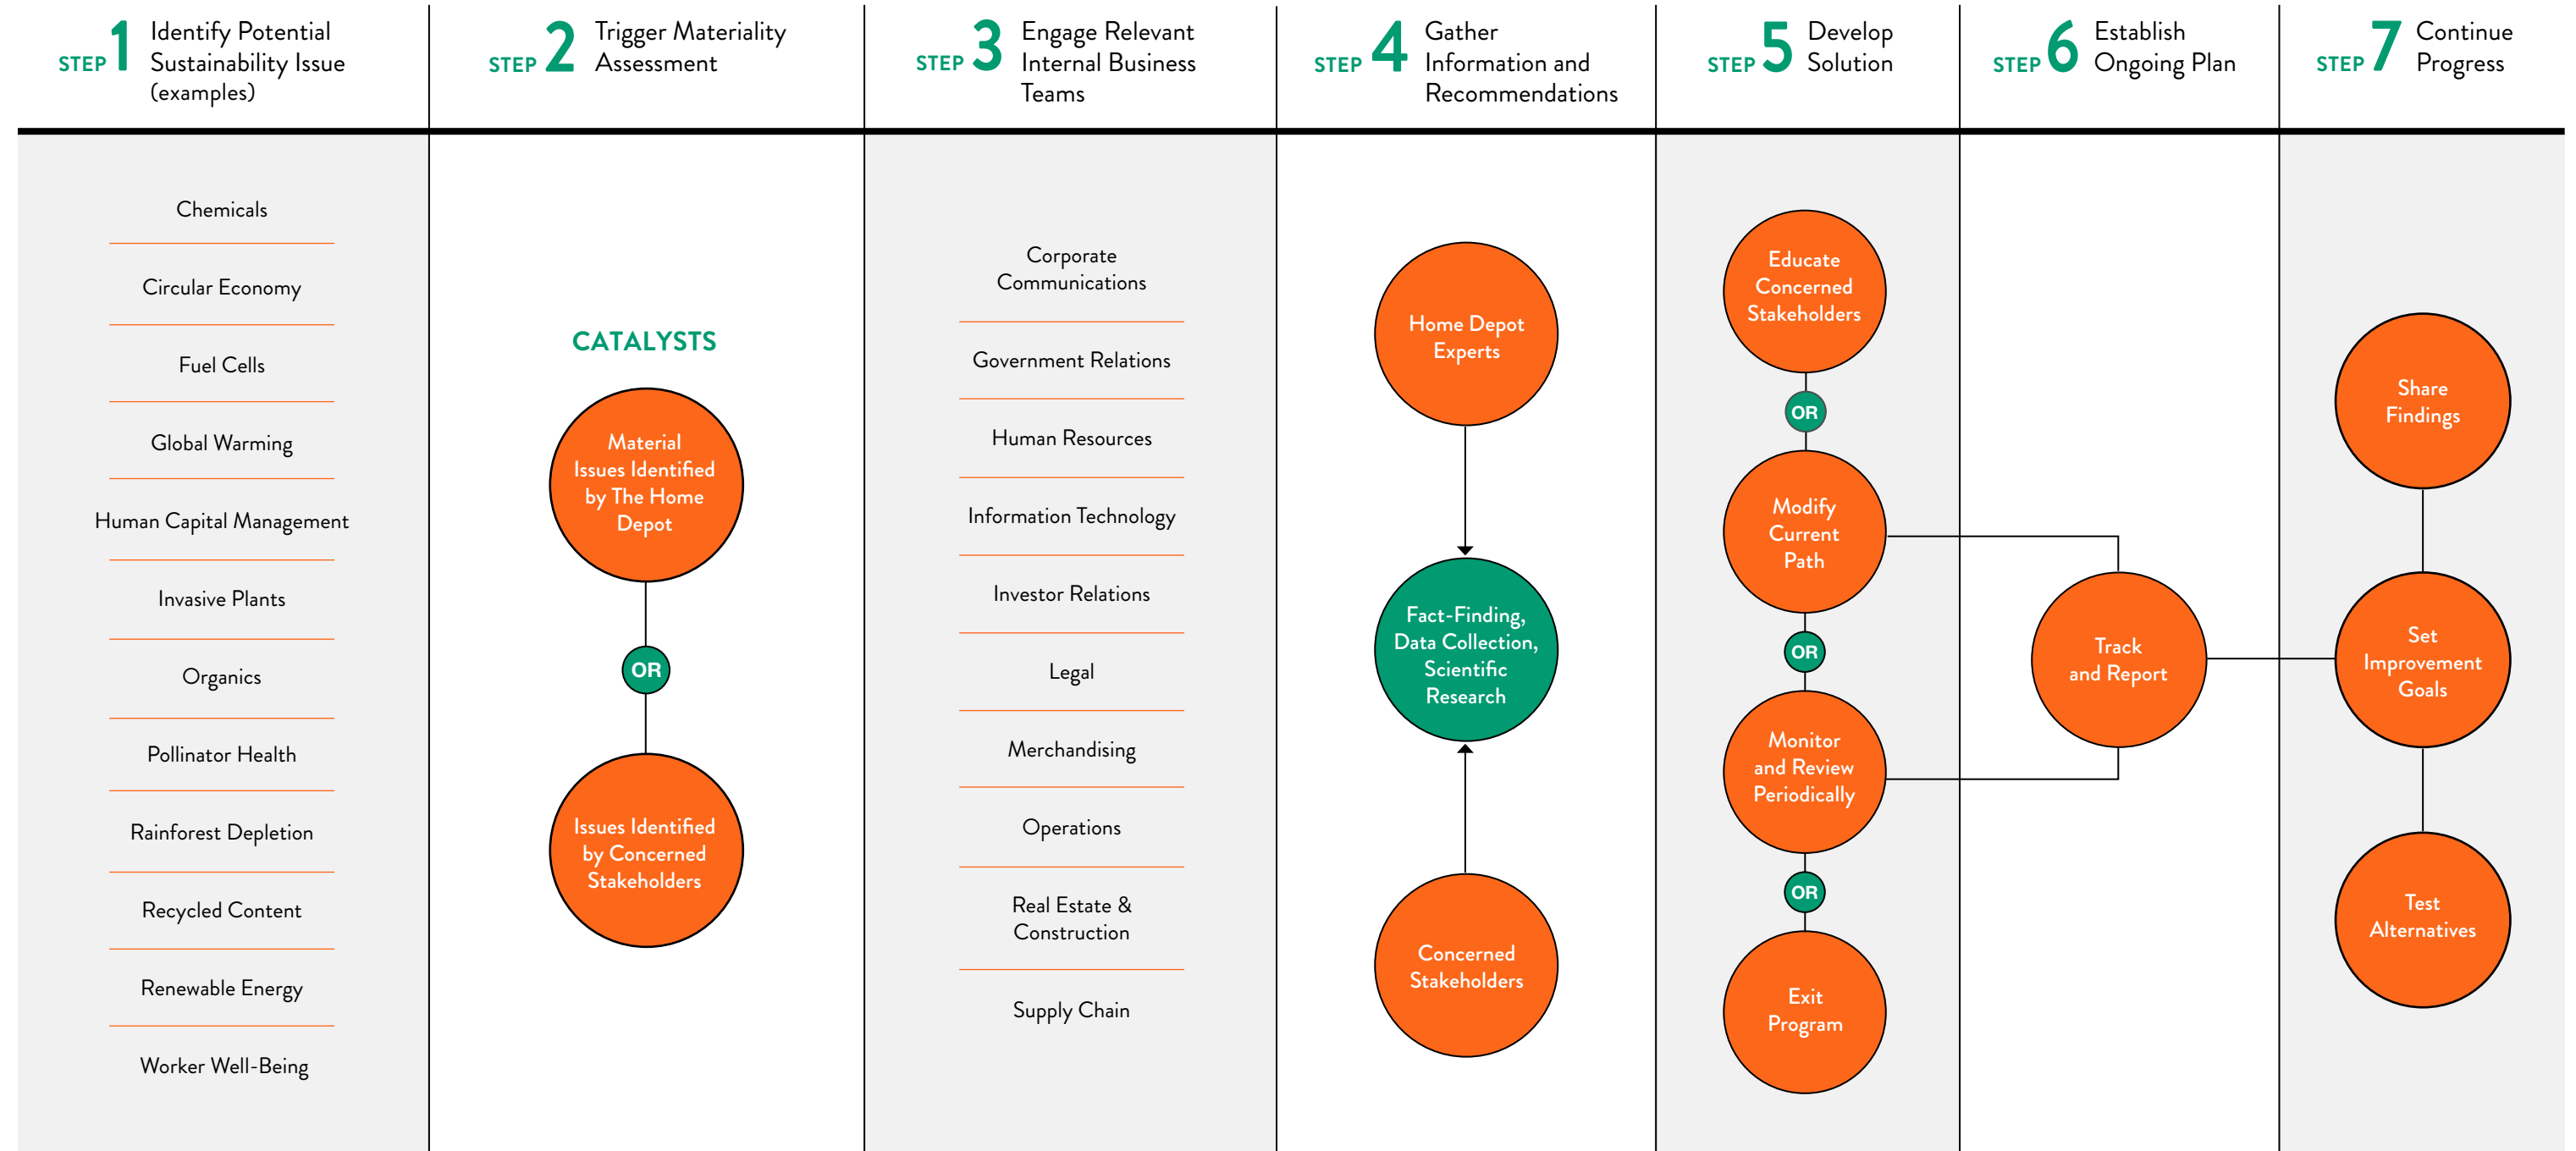 STEP 1 Identify Potential
Sustainability Issue
(examples)
STEP 2 Trigger Materiality
Assessment
STEP 3 Engage Relevant
Internal Business
Teams
STEP 4 Gather
Information and
Recommendations
STEP 5 Develop
Solution
STEP 6 Establish
Ongoing Plan
STEP 7 Continue
Progress
Chemicals
Circular Economy
Fuel Cells
Global Warming
Human Capital Management
Invasive Plants
Organics
Pollinator Health
Rainforest Depletion
Recycled Content
Renewable Energy
Worker Well-Being
CATALYSTS
Material
Issues Identified
by The Home
Depot
OR
Issues Identified
by Concerned
Stakeholders
Corporate
Communications
Government Relations
Human Resources
Information Technology
Investor Relations
Legal
Merchandising
Operations
Real Estate &
Construction
Supply Chain
Home Depot
Experts
Fact-Finding,
Data Collection,
Scientific
Research
Concerned
Stakeholders
Educate
Concerned
Stakeholders
OR
Modify
Current
Path
OR
Monitor
and Review
Periodically
OR
Exit
Program
Track
and Report
Share
Findings
Set
Improvement
Goals
Test
Alternatives